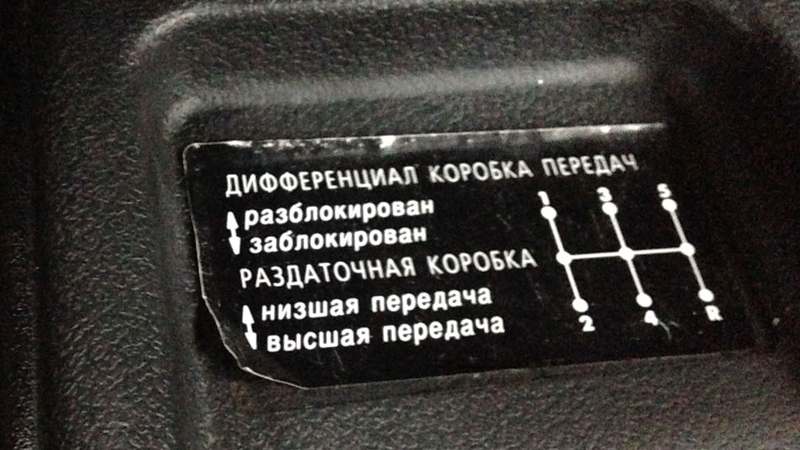 ДИФФЕРЕНЦИАЛ КОРОБКА ПЕРЕДАЧ
разблокирован
заблокирован
РАЗДАТОЧНАЯ КОРОБКА
низшая передача
высшая передача
1 3 5
2 4 R